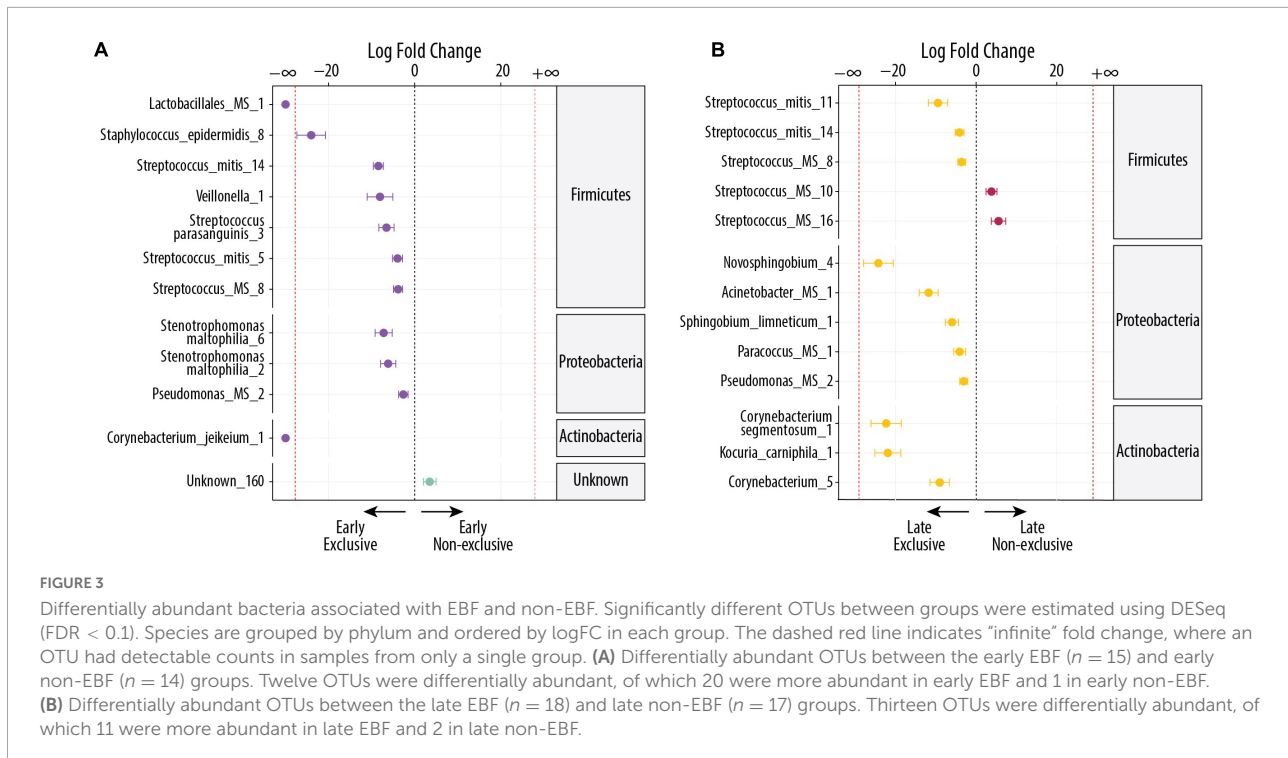 A
Log Fold Change
−∞ −20 0 20 +∞
Lactobacillales_MS_1
Staphylococcus_epidermidis_8
Streptococcus_mitis_14
Veillonella_1
Streptococcus
parasanguinis_3
Streptococcus_mitis_5
Streptococcus_MS_8
Firmicutes
Stenotrophomonas
maltophilia_6
Stenotrophomonas
maltophilia_2
Pseudomonas_MS_2
Proteobacteria
Corynebacterium_jeikeium_1
Actinobacteria
Unknown_160
Unknown
Early
Exclusive
Early
Non-exclusive
B
Log Fold Change
−∞ −20 0 20 +∞
Streptococcus_mitis_11
Streptococcus_mitis_14
Streptococcus_MS_8
Streptococcus_MS_10
Streptococcus_MS_16
Firmicutes
Novosphingobium_4
Acinetobacter_MS_1
Sphingobium_limneticum_1
Paracoccus_MS_1
Pseudomonas_MS_2
Proteobacteria
Corynebacterium
segmentosum_1
Kocuria_carniphila_1
Corynebacterium_5
Actinobacteria
Late
Exclusive
Late
Non-exclusive
FIGURE 3
Differentially abundant bacteria associated with EBF and non-EBF. Significantly different OTUs between groups were estimated using DESeq
(FDR < 0.1). Species are grouped by phylum and ordered by logFC in each group. The dashed red line indicates "infinite" fold change, where an
OTU had detectable counts in samples from only a single group. (A) Differentially abundant OTUs between the early EBF (n = 15) and early
non-EBF (n = 14) groups. Twelve OTUs were differentially abundant, of which 20 were more abundant in early EBF and 1 in early non-EBF.
(B) Differentially abundant OTUs between the late EBF (n = 18) and late non-EBF (n = 17) groups. Thirteen OTUs were differentially abundant, of
which 11 were more abundant in late EBF and 2 in late non-EBF.